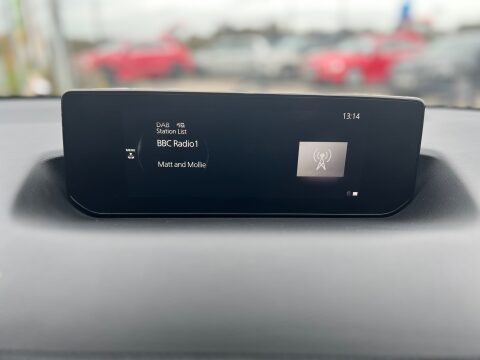 DAB
13:14
Station List
BBC Radio1
Matt and Mollie